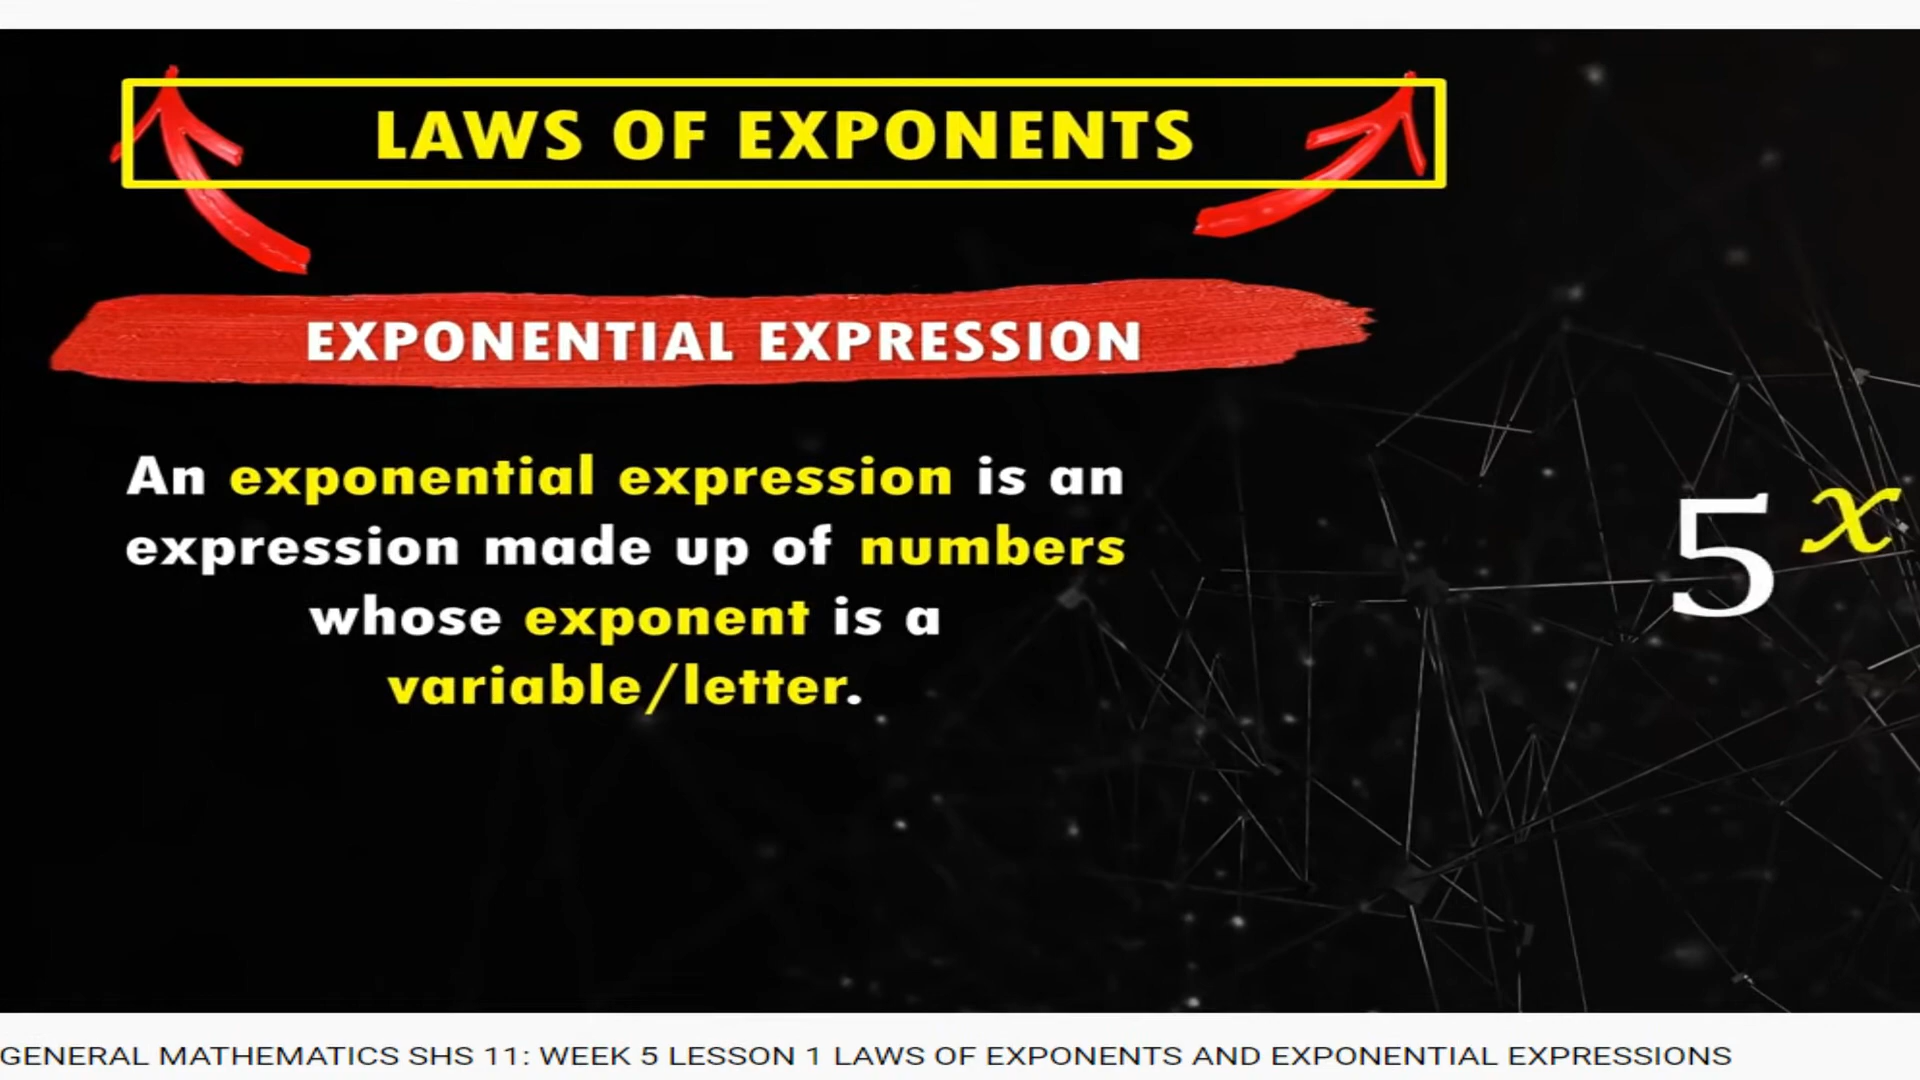 LAWS OF EXPONENTS
EXPONENTIAL EXPRESSION
An exponential expression is an
expression made up of numbers
whose exponent is a
variable/letter.
5^x
GENERAL MATHEMATICS SHS 11: WEEK 5 LESSON 1 LAWS OF EXPONENTS AND EXPONENTIAL EXPRESSIONS